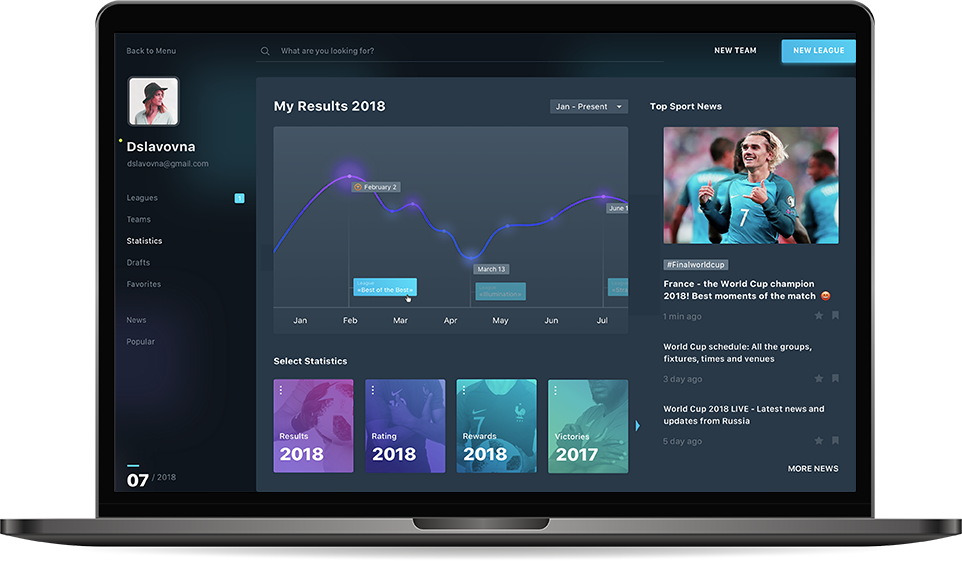 Back to Menu
What are you looking for?
NEW TEAM
NEW LEAGUE
Dslavovna
dslavovna@gmail.com
Leagues
1
Teams
Statistics
Drafts
Favorites
News
Popular
07 / 2018
My Results 2018
Jan - Present
February 2
June 1
March 13
League
«Best of the Best»
League
Jan
Feb
Mar
Apr
May
Jun
Jul
Select Statistics
Results
2018
Rating
2018
Rewards
2018
Victories
2017
Top Sport News
7
#Finalworldcup
France - the World Cup champion
2018! Best moments of the match
1 min ago
World Cup schedule: All the groups,
fixtures, times and venues
3 day ago
World Cup 2018 LIVE - Latest news and
updates from Russia
5 day ago
MORE NEWS